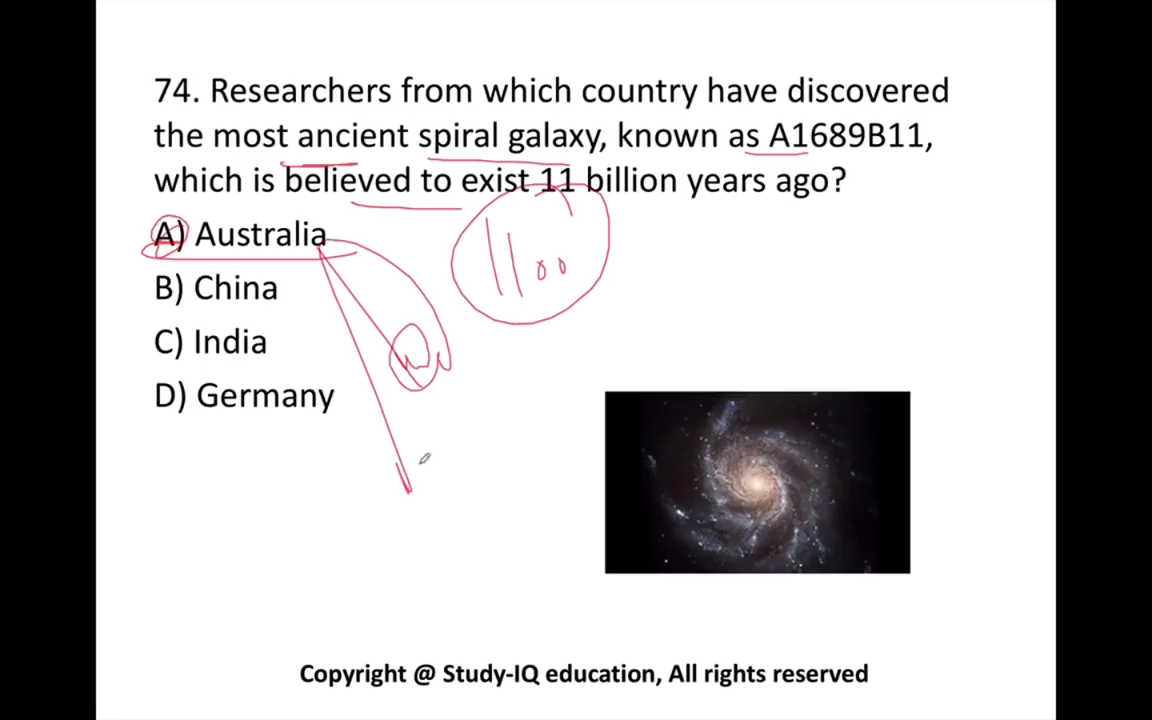 74. Researchers from which country have discovered
the most ancient spiral galaxy, known as A1689B11,
which is believed to exist 11 billion years ago?
A) Australia
1100
B) China
C) India
D) Germany
Copyright @ Study-IQ education, All rights reserved